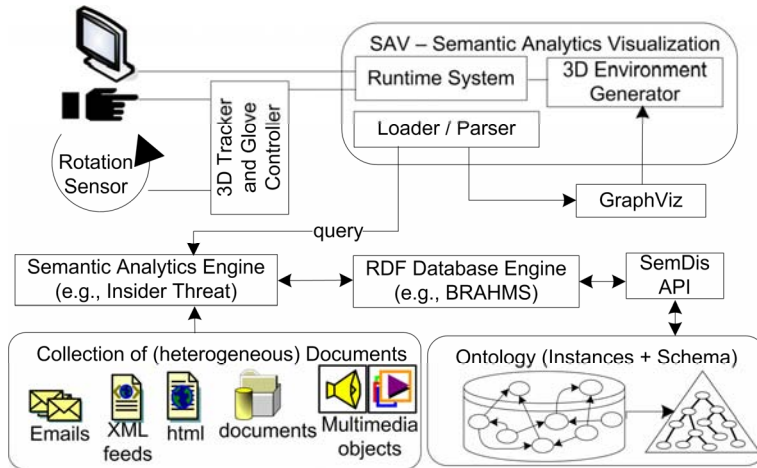 SAV – Semantic Analytics Visualization
Runtime System
3D Environment
Generator
Loader / Parser
3D Tracker
and Glove
Controller
Rotation
Sensor
GraphViz
query
Semantic Analytics Engine
(e.g., Insider Threat)
RDF Database Engine
(e.g., BRAHMS)
SemDis
API
Collection of (heterogeneous) Documents
Emails
XML
feeds
html
documents
Multimedia
objects
Ontology (Instances + Schema)